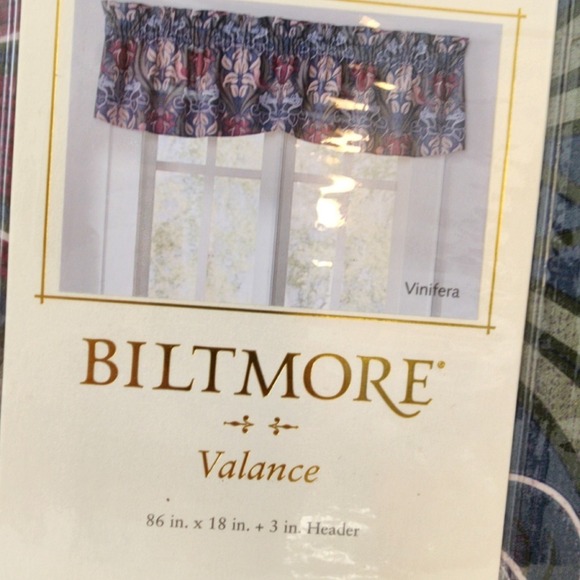 Vinifera
BILTMORE®
Valance
86 in. x 18 in. + 3 in. Header